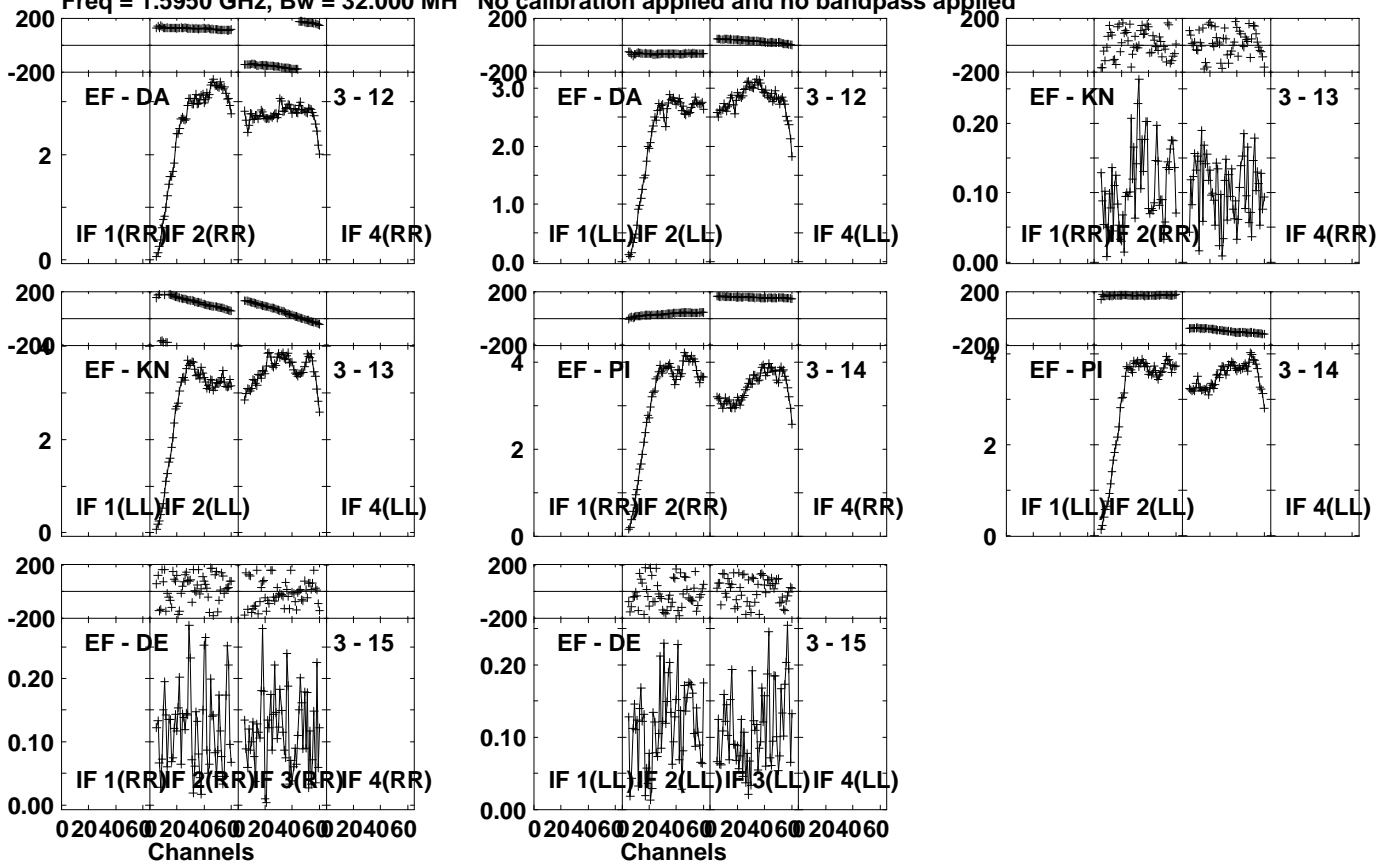 Freq = 1.5950 GHz, Bw = 32.000 MH No calibration applied and no bandpass applied
200
-200
EF - DA
3 - 12
2
0
IF 1(RR)
IF 2(RR)
IF 4(RR)
200
-200
3.0
2.0
1.0
0.0
EF - DA
3 - 12
IF 1(LL)
IF 2(LL)
IF 4(LL)
200
-200
0.20
0.10
0.00
EF - KN
3 - 13
IF 1(RR)
IF 2(RR)
IF 4(RR)
200
-200
4
2
0
EF - KN
3 - 13
IF 1(LL)
IF 2(LL)
IF 4(LL)
200
-200
4
2
0
EF - PI
3 - 14
IF 1(RR)
IF 2(RR)
IF 4(RR)
200
-200
4
2
0
EF - PI
3 - 14
IF 1(LL)
IF 2(LL)
IF 4(LL)
200
-200
0.20
0.10
0.00
EF - DE
3 - 15
IF 1(RR)
IF 2(RR)
IF 3(RR)
IF 4(RR)
200
-200
0.20
0.10
0.00
EF - DE
3 - 15
IF 1(LL)
IF 2(LL)
IF 3(LL)
IF 4(LL)
0 20 40 60 0 20 40 60 0 20 40 60 0 20 40 60
Channels
0 20 40 60 0 20 40 60 0 20 40 60 0 20 40 60
Channels